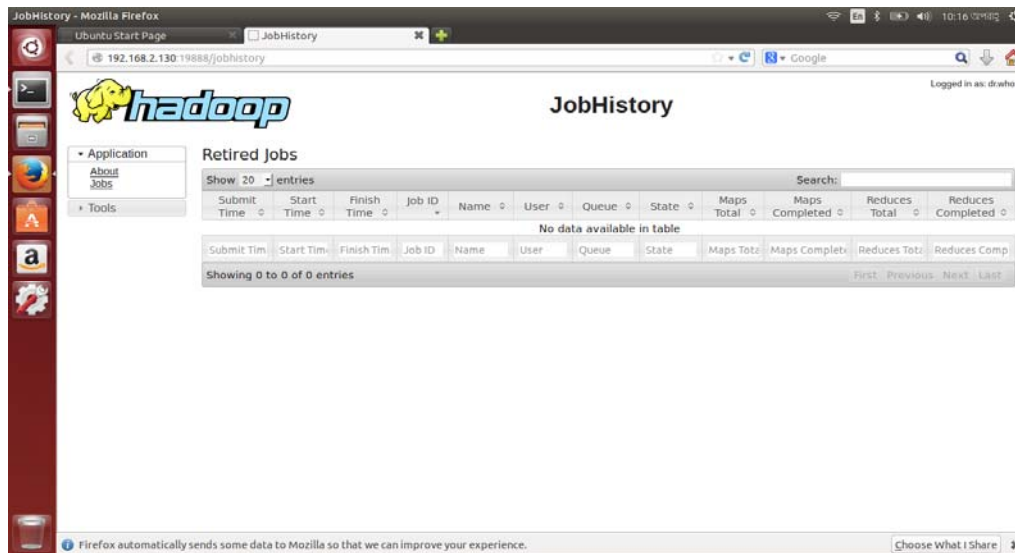 JobHistory - Mozilla Firefox
En
10:16 অপরাহ্ণ
Ubuntu Start Page
JobHistory
192.168.2.130:19888/jobhistory
Google
hadoop
JobHistory
Logged in as: dr.who
Application
About
Jobs
Tools
Retired Jobs
Show 20 entries
Search:
Submit Time
Start Time
Finish Time
Job ID
Name
User
Queue
State
Maps Total
Maps Completed
Reduces Total
Reduces Completed
No data available in table
Submit Tim
Start Tim
Finish Tim
Job ID
Name
User
Queue
State
Maps Tota
Maps Complete
Reduces Tota
Reduces Comp
Showing 0 to 0 of 0 entries
First Previous Next Last
Firefox automatically sends some data to Mozilla so that we can improve your experience.
Choose What I Share